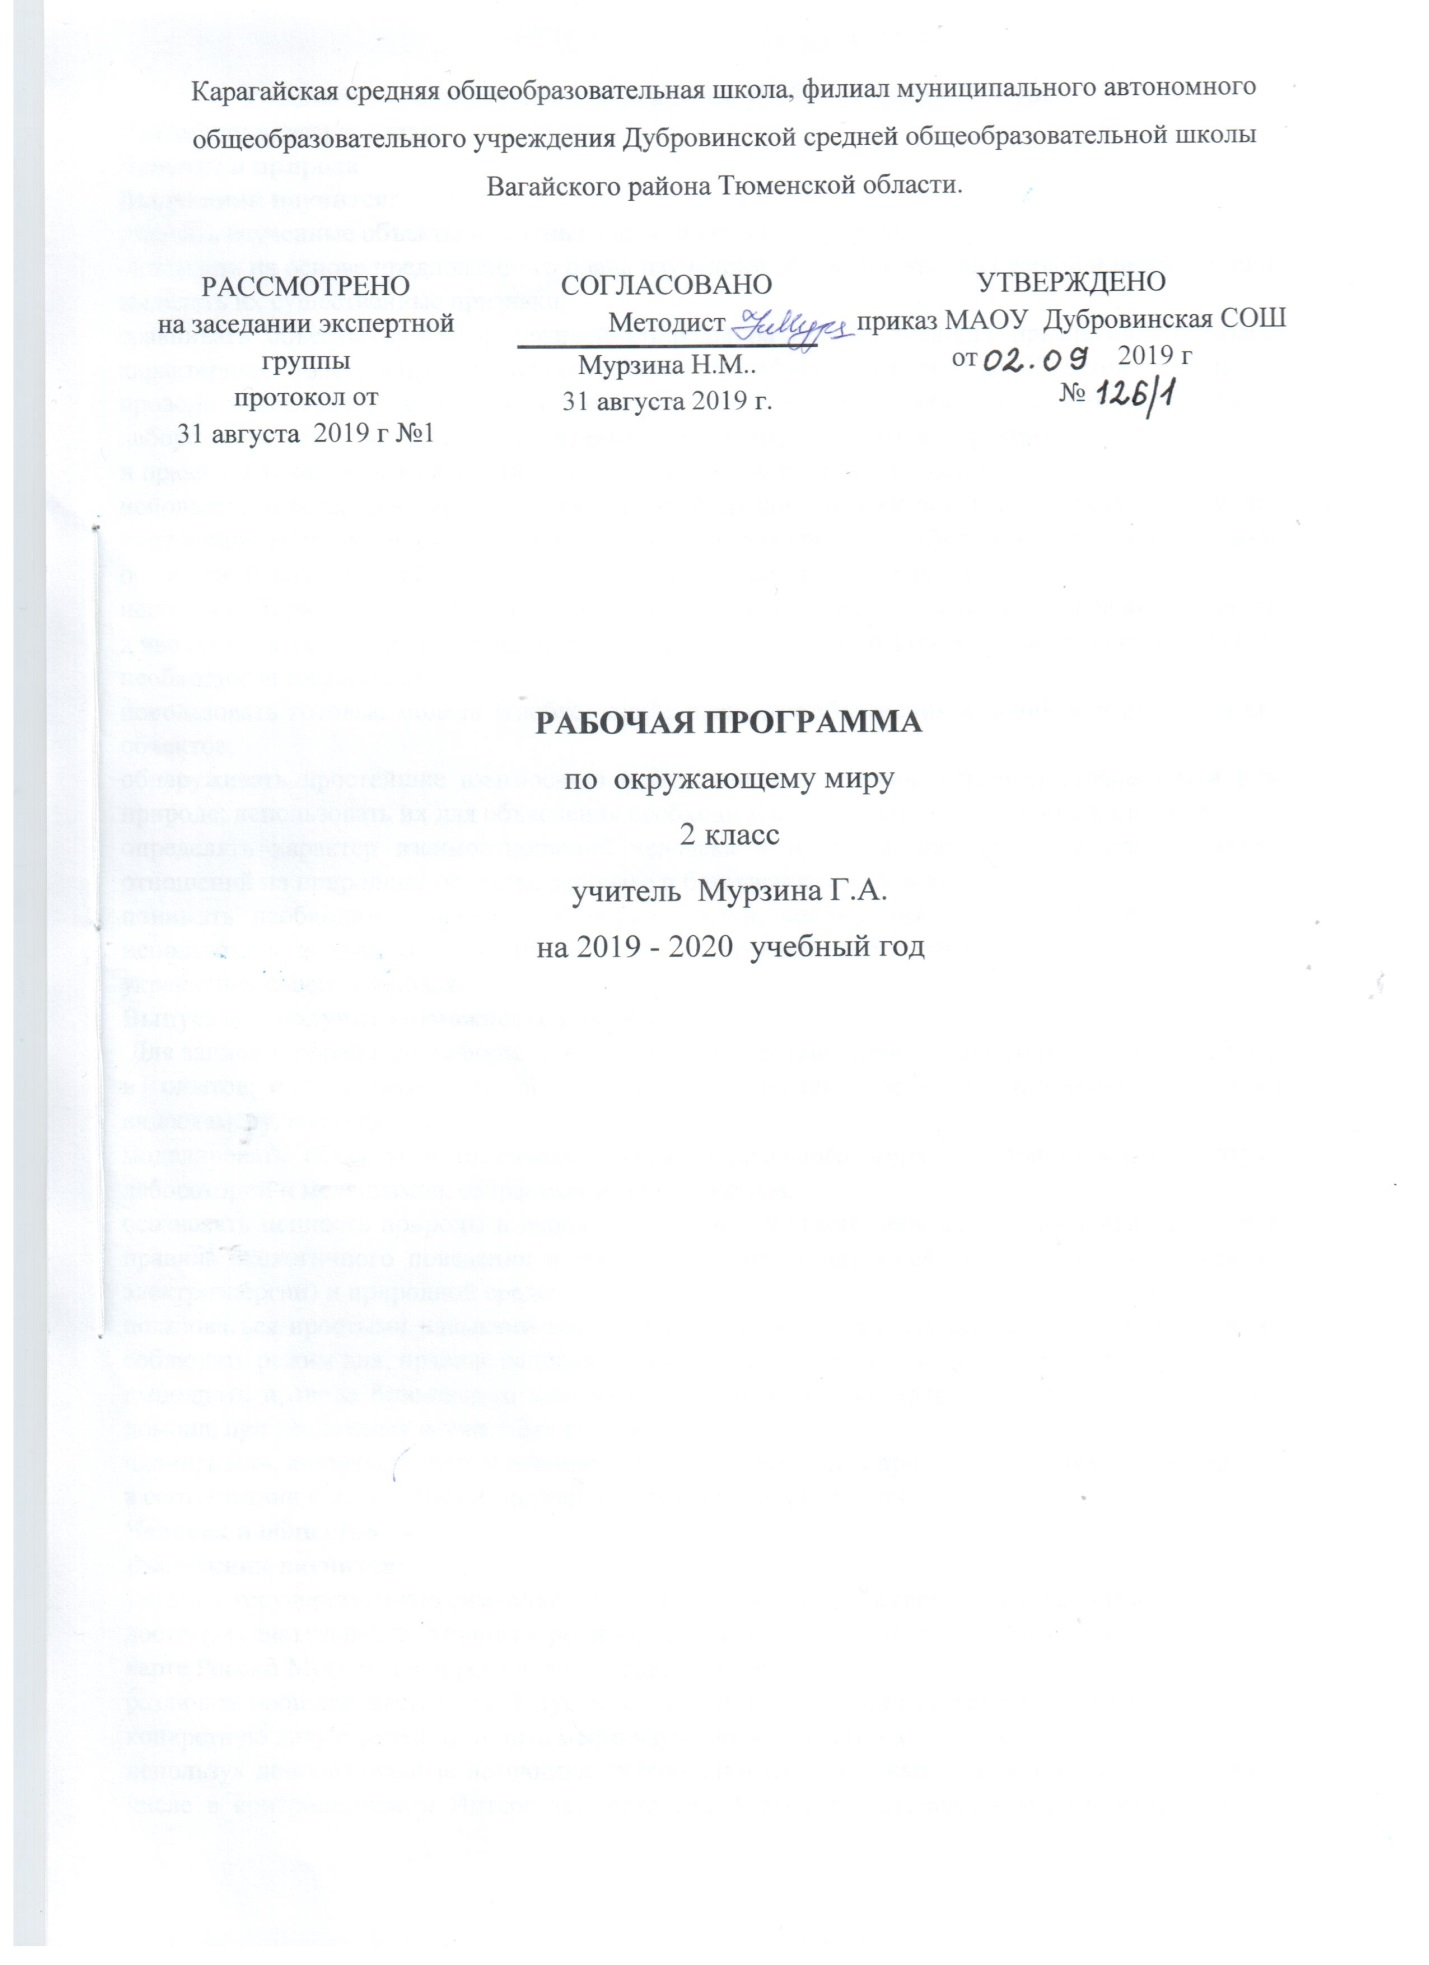 Карагайская средняя общеобразовательная школа, филиал муниципального автономного
общеобразовательного учреждения Дубровинской средней общеобразовательной школы
Вагайского района Тюменской области.
РАССМОТРЕНО
на заседании экспертной
группы
протокол от
31 августа 2019 г №1
СОГЛАСОВАНО
Методист
Мурзина Н.М..
31 августа 2019 г.
УТВЕРЖДЕНО
приказ МАОУ Дубровинская СОШ
от 02.09 2019 г
№ 126/1
РАБОЧАЯ ПРОГРАММА
по окружающему миру
2 класс
учитель Мурзина Г.А.
на 2019 - 2020 учебный год